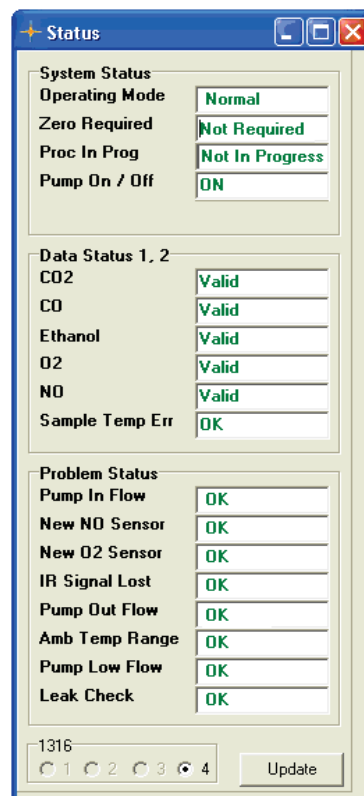 Status
System Status
Operating Mode Normal
Zero Required Not Required
Proc In Prog Not In Progress
Pump On / Off ON
Data Status 1, 2
CO2 Valid
CO Valid
Ethanol Valid
O2 Valid
NO Valid
Sample Temp Err OK
Problem Status
Pump In Flow OK
New NO Sensor OK
New O2 Sensor OK
IR Signal Lost OK
Pump Out Flow OK
Amb Temp Range OK
Pump Low Flow OK
Leak Check OK
1316
1 2 3 4 Update